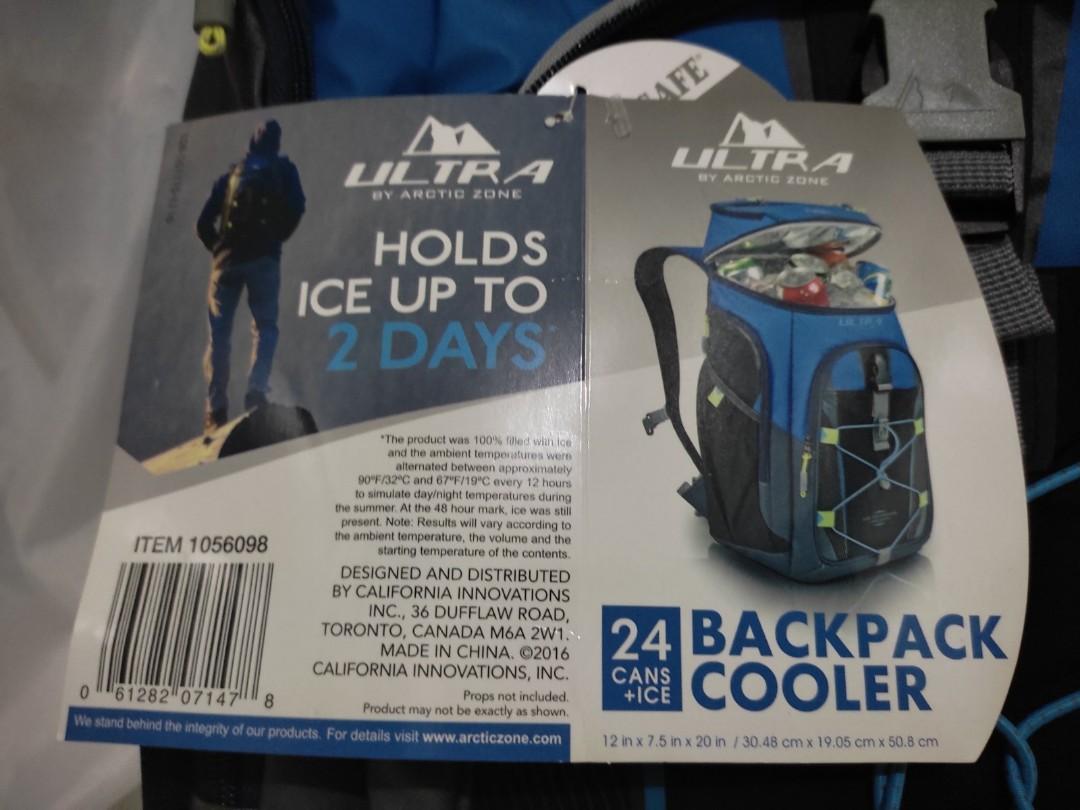 SAFE
ULTRA
BY ARCTIC ZONE
HOLDS
ICE UP TO
2 DAYS*
*The product was 100% filled with ice
and the ambient temperatures were
alternated between approximately
90ºF/32ºC and 67ºF/19ºC every 12 hours
to simulate day/night temperatures during
the summer. At the 48 hour mark, ice was still
present. Note: Results will vary according to
the ambient temperature, the volume and the
starting temperature of the contents.
ITEM 1056098
0 61282 07147 8
DESIGNED AND DISTRIBUTED
BY CALIFORNIA INNOVATIONS
INC., 36 DUFFLAW ROAD,
TORONTO, CANADA M6A 2W1.
MADE IN CHINA. ©2016
CALIFORNIA INNOVATIONS, INC.
Props not included.
Product may not be exactly as shown.
We stand behind the integrity of our products. For details visit www.arcticzone.com
ULTRA
BY ARCTIC ZONE
ULTRA
24
CANS
+ICE
BACKPACK
COOLER
12 in x 7.5 in x 20 in / 30.48 cm x 19.05 cm x 50.8 cm